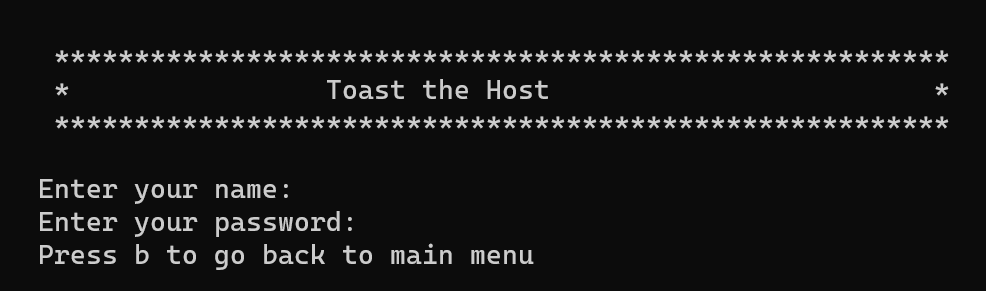 ********************************************************
* Toast the Host *
********************************************************
Enter your name:
Enter your password:
Press b to go back to main menu